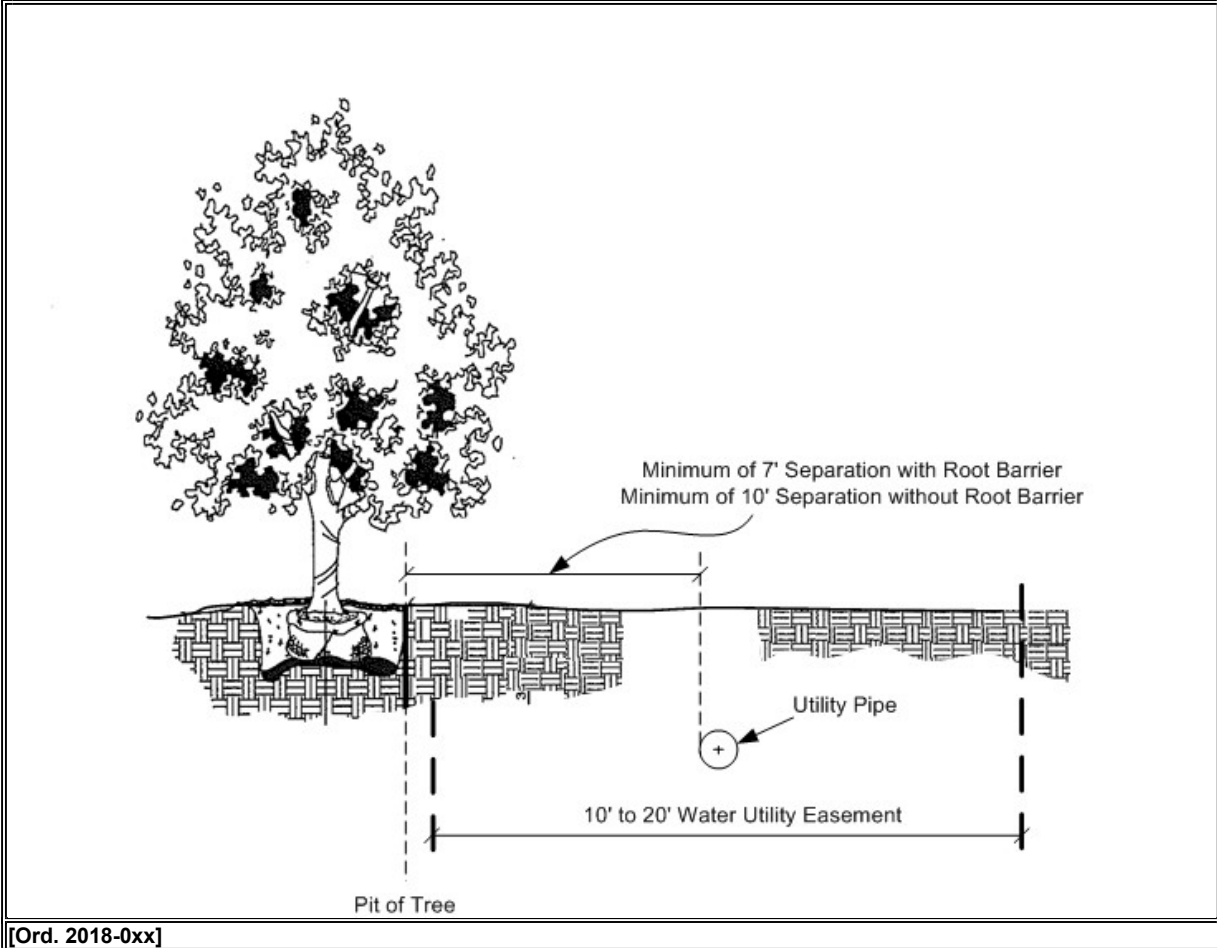 Minimum of 7' Separation with Root Barrier
Minimum of 10' Separation without Root Barrier
3'
Utility Pipe
+
10' to 20' Water Utility Easement
Pit of Tree
[Ord. 2018-0xx]